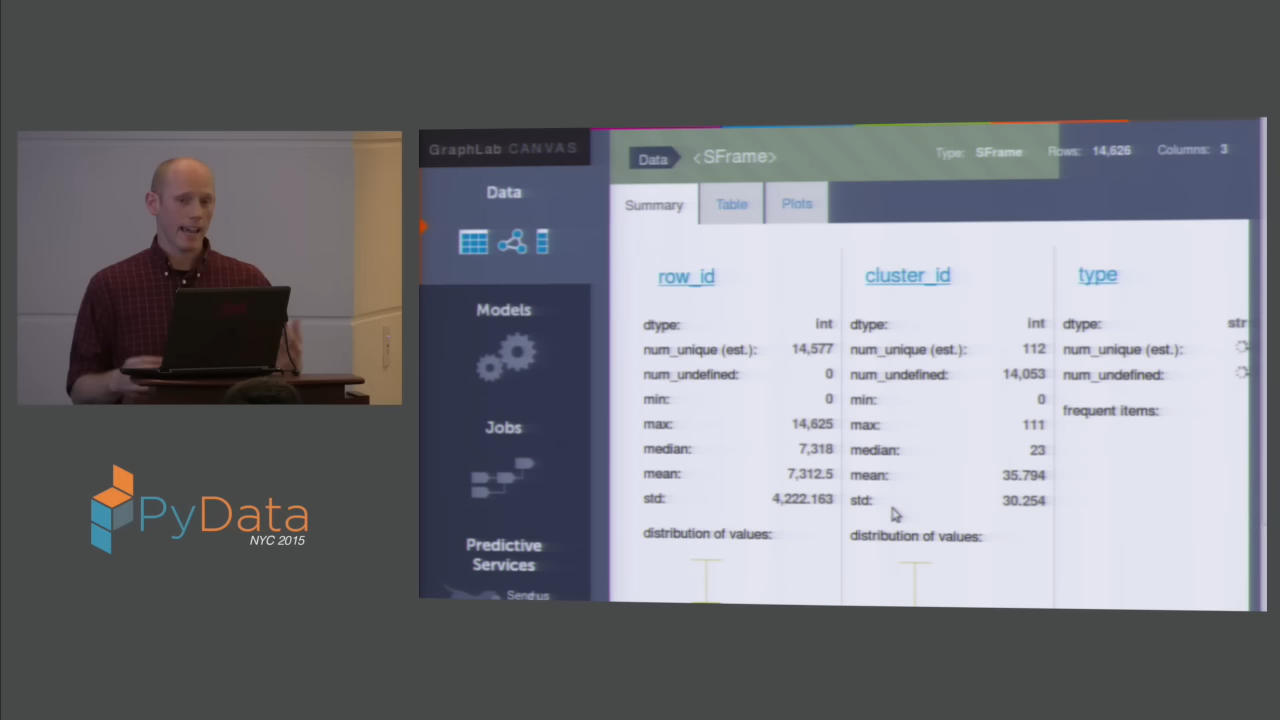 GraphLab CANVAS
Data
Models
Jobs
Predictive
Services
Send us
Data <SFrame> Type: SFrame Rows: 14,626 Columns: 3
Summary Table Plots
row_id
dtype: int
num_unique (est.): 14,577
num_undefined: 0
min: 0
max: 14,625
median: 7,318
mean: 7,312.5
std: 4,222.163
distribution of values:
cluster_id
dtype: int
num_unique (est.): 112
num_undefined: 14,053
min: 0
max: 111
median: 23
mean: 35.794
std: 30.254
distribution of values:
type
dtype: str
num_unique (est.):
num_undefined:
frequent items:
PyData
NYC 2015